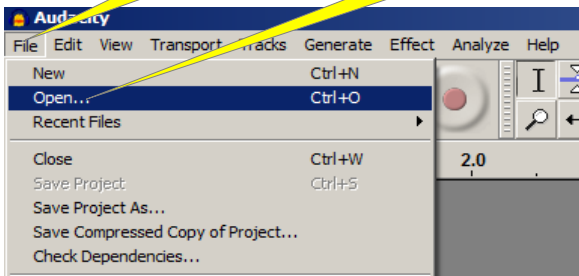 Audacity
File Edit View Transport Tracks Generate Effect Analyze Help
New Ctrl+N
Open... Ctrl+O
Recent Files
Close Ctrl+W
2.0
Save Project Ctrl+S
Save Project As...
Save Compressed Copy of Project...
Check Dependencies...